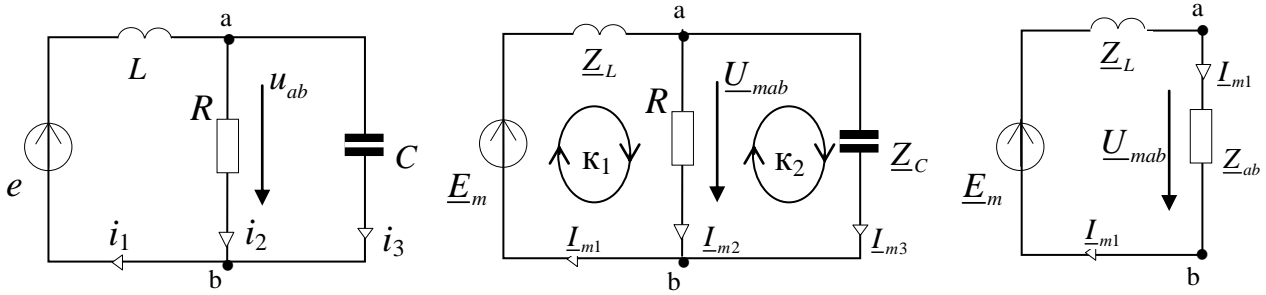 a
L
R
u_ab
C
e
i_1
i_2
i_3
b
a
Z_L
R
U_mab
к_1
к_2
Z_C
E_m
I_m1
I_m2
I_m3
b
a
Z_L
I_m1
U_mab
Z_ab
E_m
I_m1
b